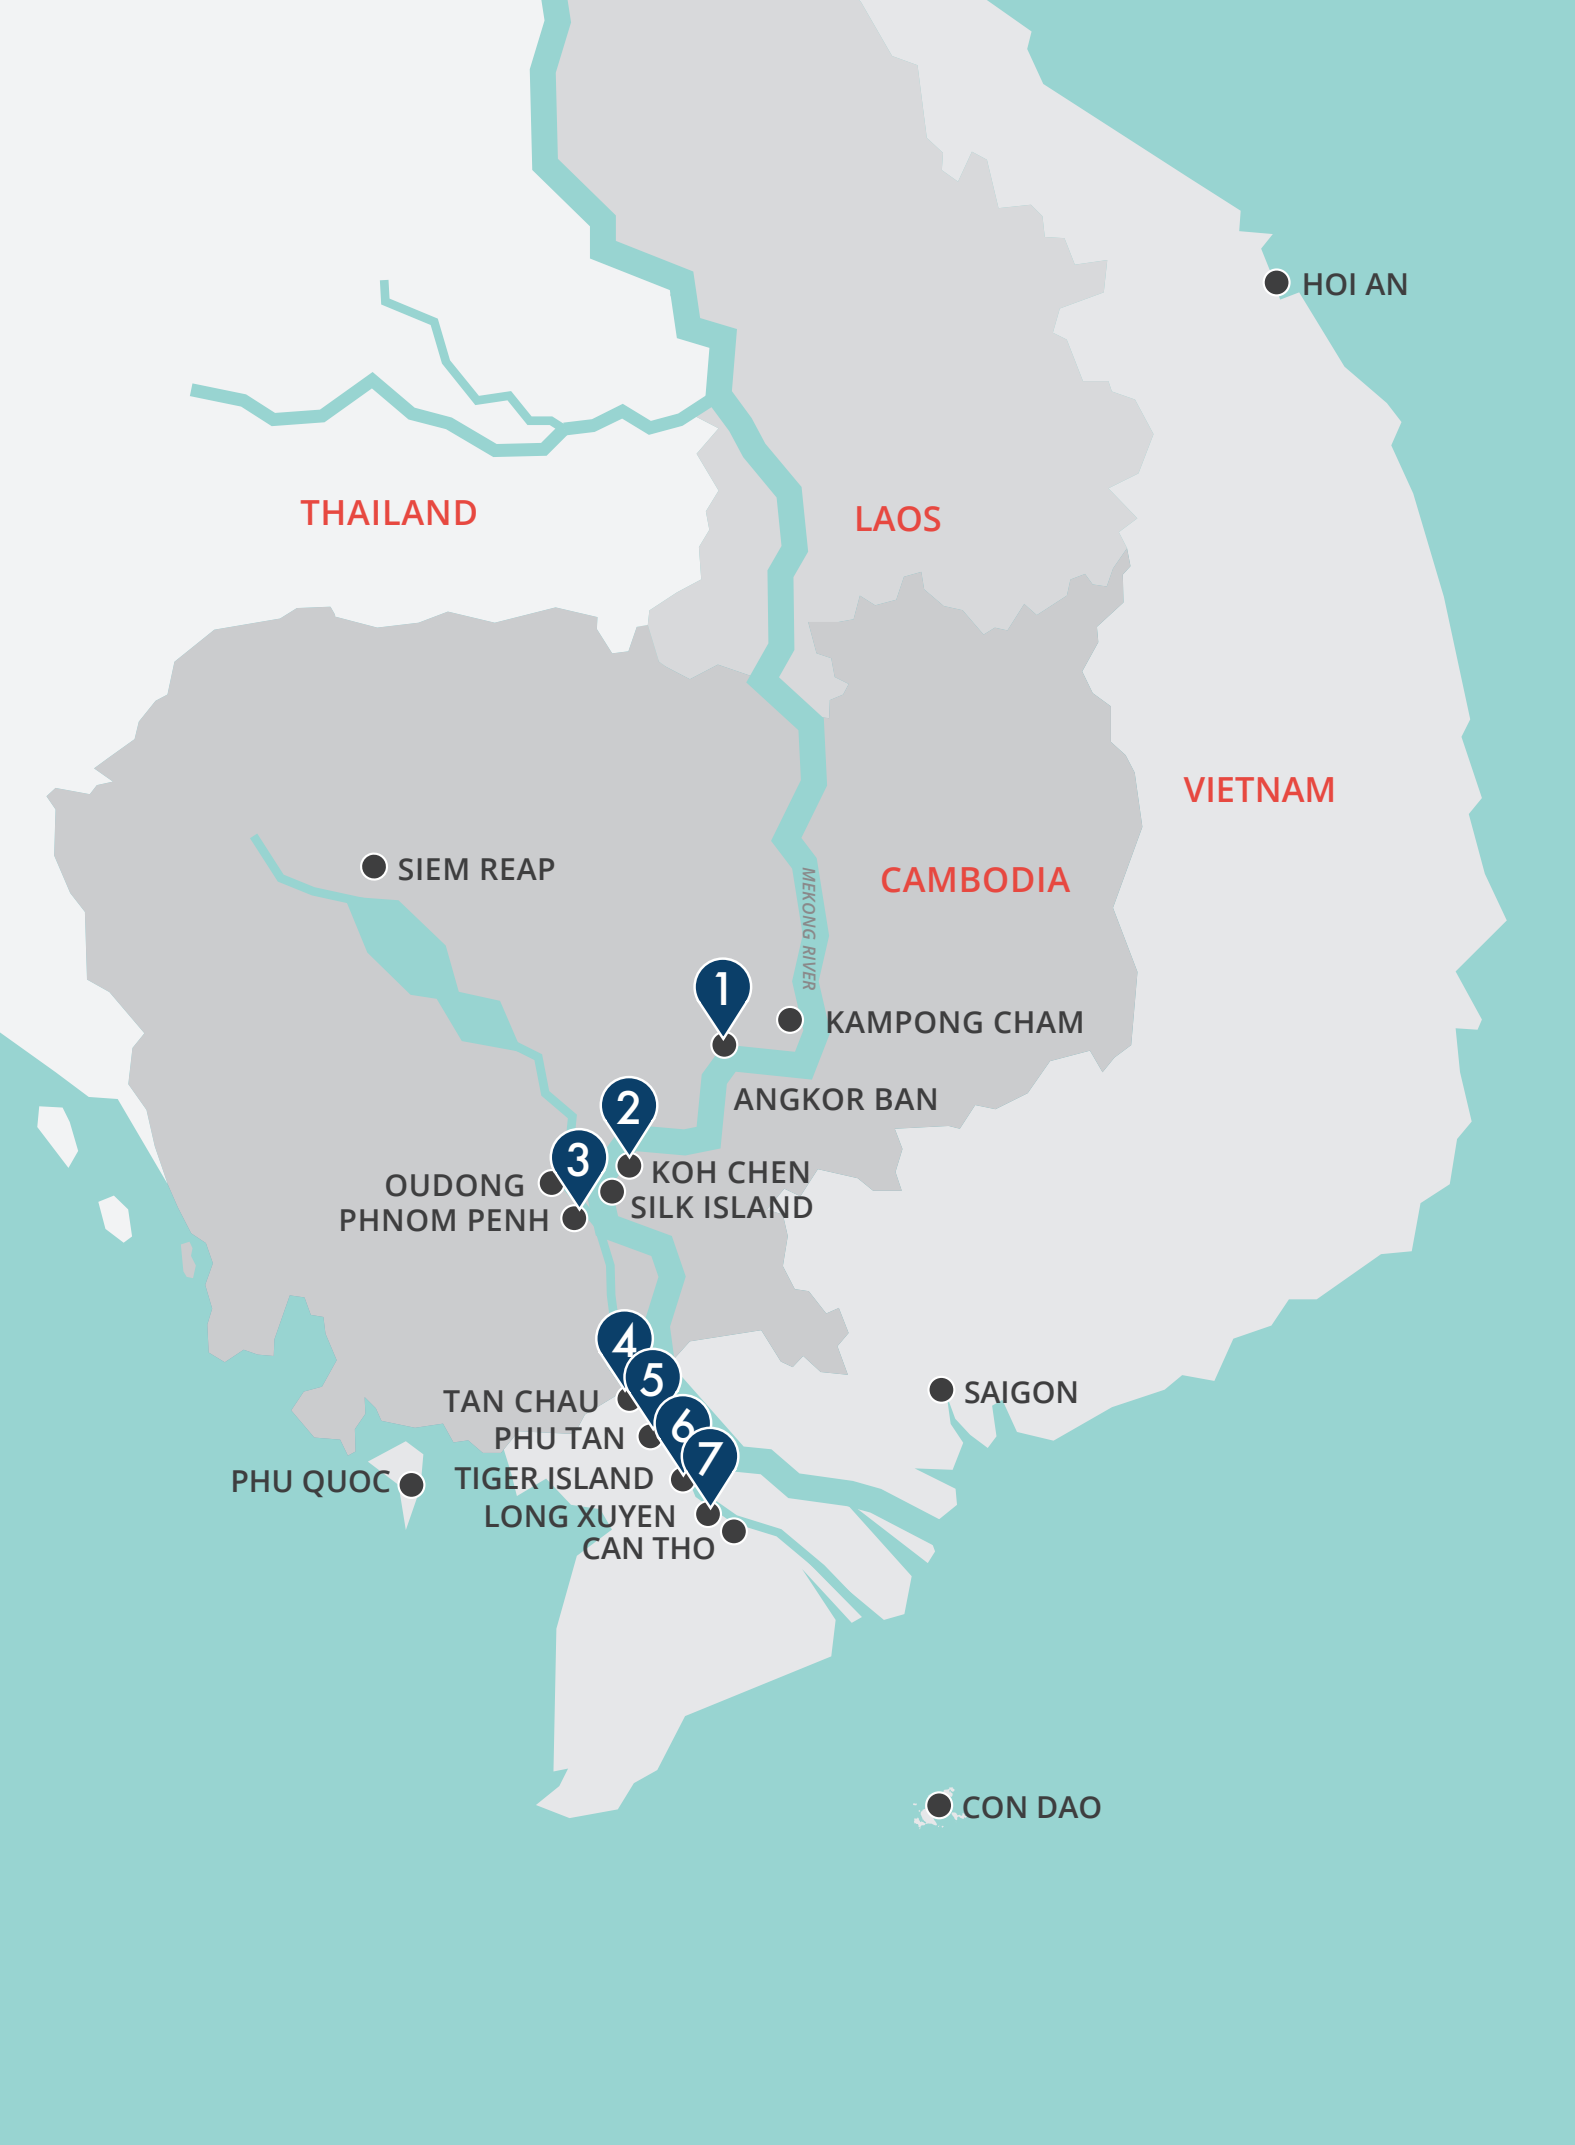 HOI AN
THAILAND
LAOS
VIETNAM
SIEM REAP
CAMBODIA
MEKONG RIVER
1
KAMPONG CHAM
ANGKOR BAN
2
3
KOH CHEN
OUDONG
SILK ISLAND
PHNOM PENH
4
5
TAN CHAU
SAIGON
6
PHU TAN
7
TIGER ISLAND
PHU QUOC
LONG XUYEN
CAN THO
CON DAO